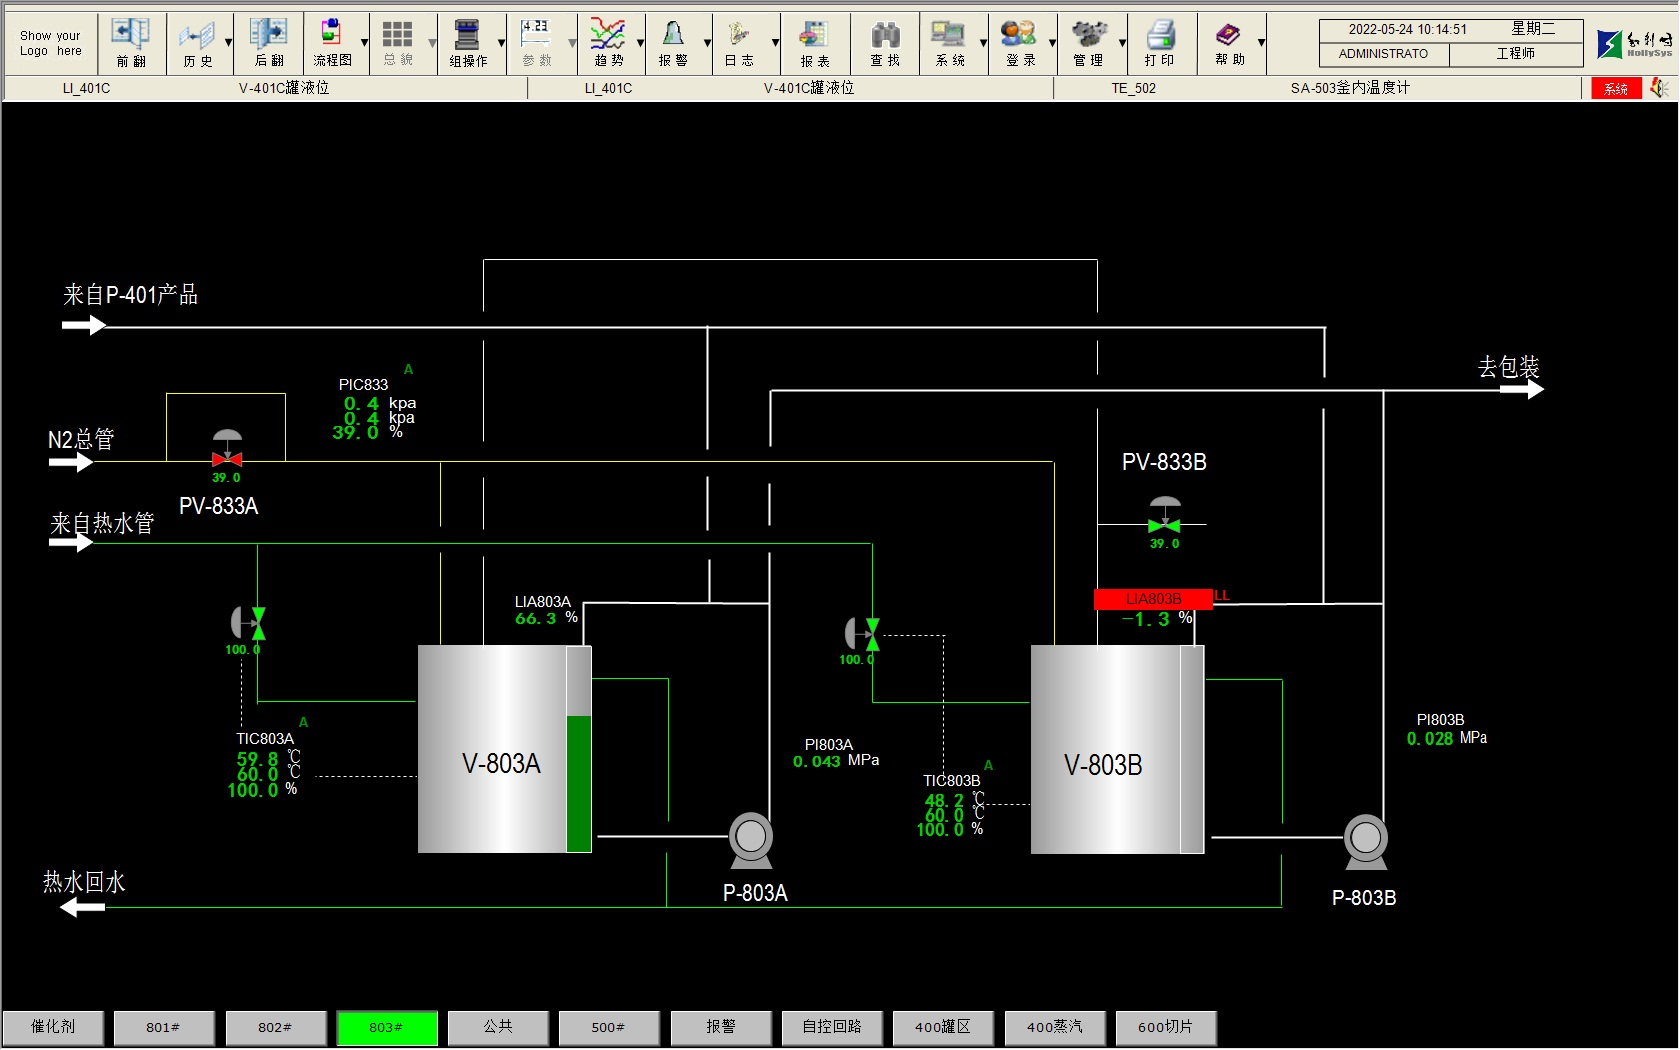 Show your
Logo here
前翻
历史
后翻
流程图
总貌
组操作
4.23
参数
趋势
报警
日志
报表
查找
系统
登录
管理
打印
帮助
2022-05-24 10:14:51 星期二
ADMINISTRATO 工程师
和利时
HollySys
LI_401C V-401C罐液位 LI_401C V-401C罐液位 TE_502 SA-503釜内温度计 系统
来自P-401产品
去包装
A
PIC833
0.4 kpa
0.4 kpa
39.0 %
N2总管
39.0
PV-833A
PV-833B
39.0
来自热水管
LIA803A
66.3 %
LIA803B LL
-1.3 %
100.0
100.0
A
TIC803A
59.8 ℃
60.0 ℃
100.0 %
V-803A
PI803A
0.043 MPa
A
TIC803B
48.2 ℃
60.0 ℃
100.0 %
V-803B
PI803B
0.028 MPa
P-803A
P-803B
热水回水
催化剂 801# 802# 803# 公共 500# 报警 自控回路 400罐区 400蒸汽 600切片